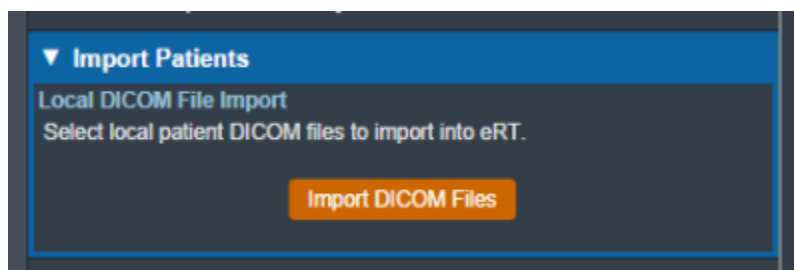 ▼ Import Patients
Local DICOM File Import
Select local patient DICOM files to import into eRT.
Import DICOM Files